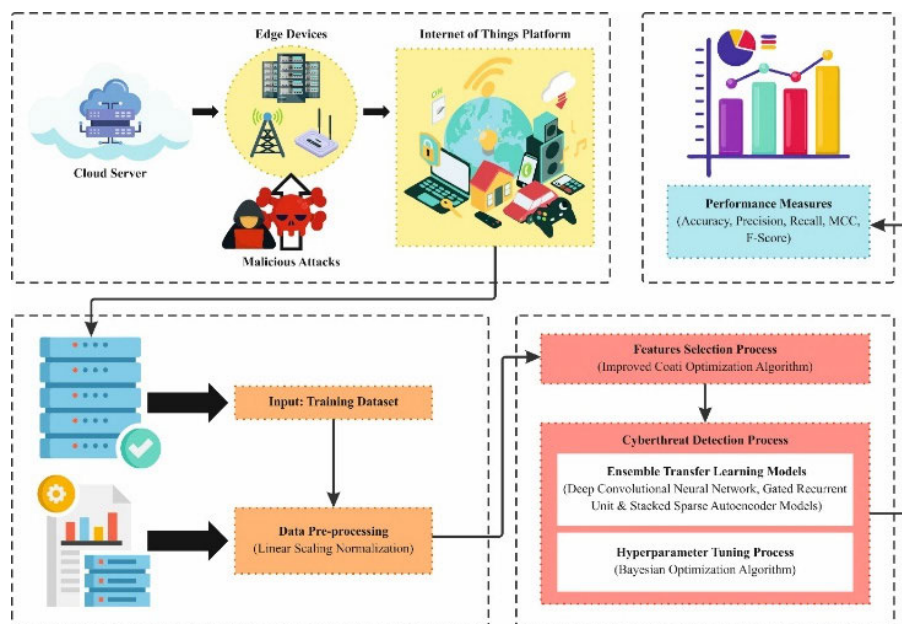 Edge Devices
Internet of Things Platform
ON
Cloud Server
Malicious Attacks
Performance Measures
(Accuracy, Precision, Recall, MCC,
F-Score)
Input: Training Dataset
Data Pre-processing
(Linear Scaling Normalization)
Features Selection Process
(Improved Coati Optimization Algorithm)
Cyberthreat Detection Process
Ensemble Transfer Learning Models
(Deep Convolutional Neural Network, Gated Recurrent
Unit & Stacked Sparse Autoencoder Models)
Hyperparameter Tuning Process
(Bayesian Optimization Algorithm)